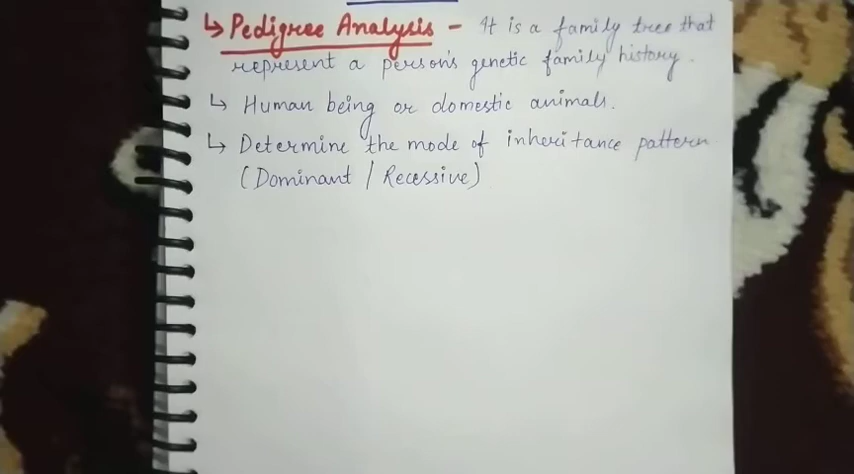 ↳ Pedigree Analysis - It is a family tree that
represent a person's genetic family history.
↳ Human being or domestic animals.
↳ Determine the mode of inheritance pattern
(Dominant / Recessive)